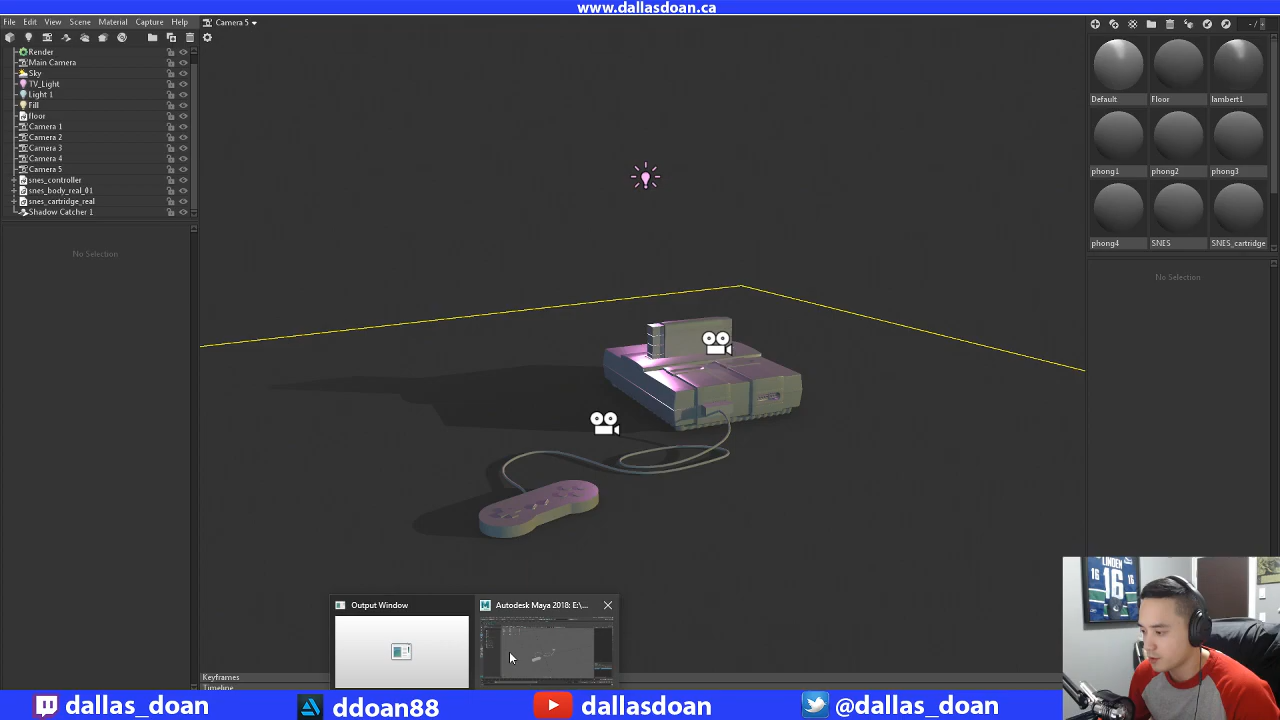 www.dallasdoan.ca
File Edit View Scene Material Capture Help
Camera 5
Render
Main Camera
Sky
TV_Light
Light 1
Fill
floor
Camera 1
Camera 2
Camera 3
Camera 4
Camera 5
snes_controller
snes_body_real_01
snes_cartridge_real
Shadow Catcher 1
No Selection
Default Floor lambert1
phong1 phong2 phong3
phong4 SNES SNES_cartridge
No Selection
Output Window
Autodesk Maya 2018: E:\...
Keyframes
Timeline
LINDEN
16
16
dallas_doan
ddoan88
dallasdoan
@dallas_doan